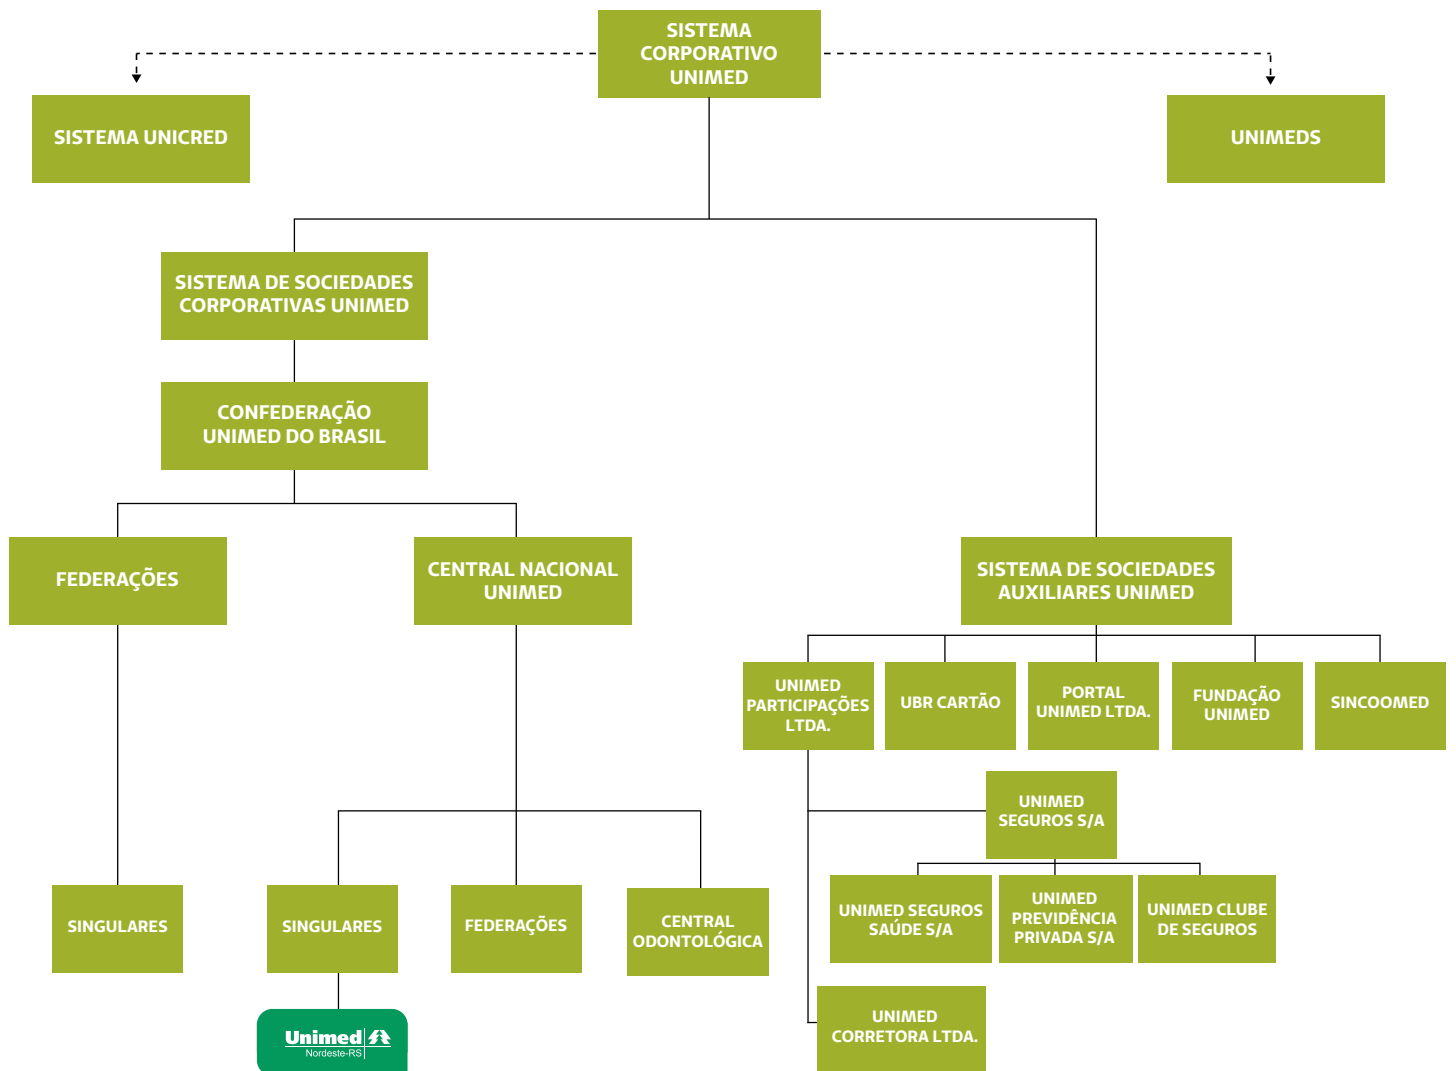 SISTEMA
CORPORATIVO
UNIMED
SISTEMA UNICRED
UNIMEDS
SISTEMA DE SOCIEDADES
CORPORATIVAS UNIMED
CONFEDERAÇÃO
UNIMED DO BRASIL
FEDERAÇÕES
CENTRAL NACIONAL
UNIMED
SISTEMA DE SOCIEDADES
AUXILIARES UNIMED
UNIMED
PARTICIPAÇÕES
LTDA.
UBR CARTÃO
PORTAL
UNIMED LTDA.
FUNDAÇÃO
UNIMED
SINCOOMED
UNIMED
SEGUROS S/A
UNIMED SEGUROS
SAÚDE S/A
UNIMED
PREVIDÊNCIA
PRIVADA S/A
UNIMED CLUBE
DE SEGUROS
SINGULARES
SINGULARES
FEDERAÇÕES
CENTRAL
ODONTOLÓGICA
UNIMED
CORRETORA LTDA.
Unimed
Nordeste-RS